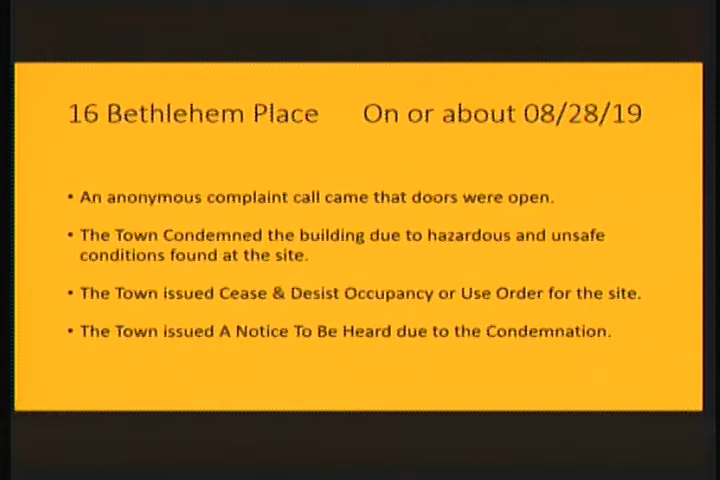 16 Bethlehem Place On or about 08/28/19
• An anonymous complaint call came that doors were open.
• The Town Condemned the building due to hazardous and unsafe
conditions found at the site.
• The Town issued Cease & Desist Occupancy or Use Order for the site.
• The Town issued A Notice To Be Heard due to the Condemnation.